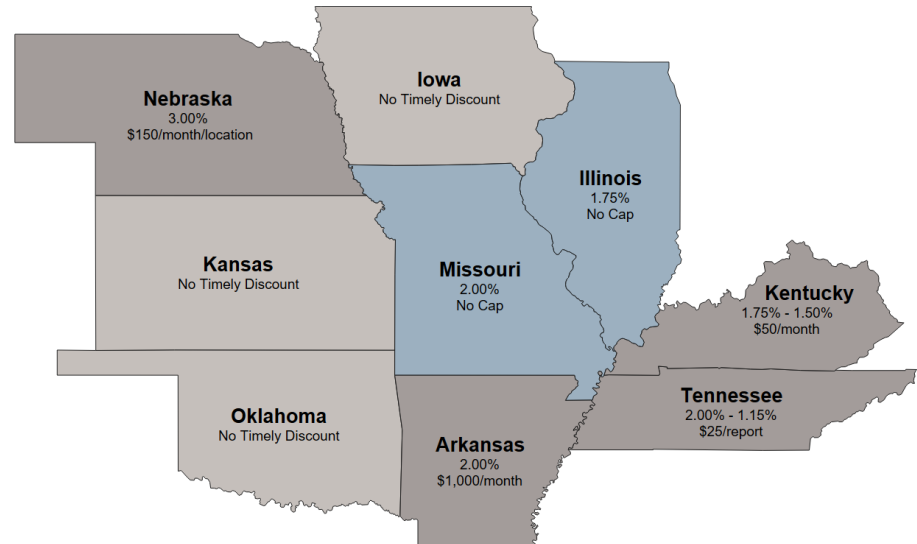 Iowa
No Timely Discount
Nebraska
3.00%
$150/month/location
Illinois
1.75%
No Cap
Kansas
No Timely Discount
Missouri
2.00%
No Cap
Kentucky
1.75% - 1.50%
$50/month
Tennessee
2.00% - 1.15%
$25/report
Oklahoma
No Timely Discount
Arkansas
2.00%
$1,000/month